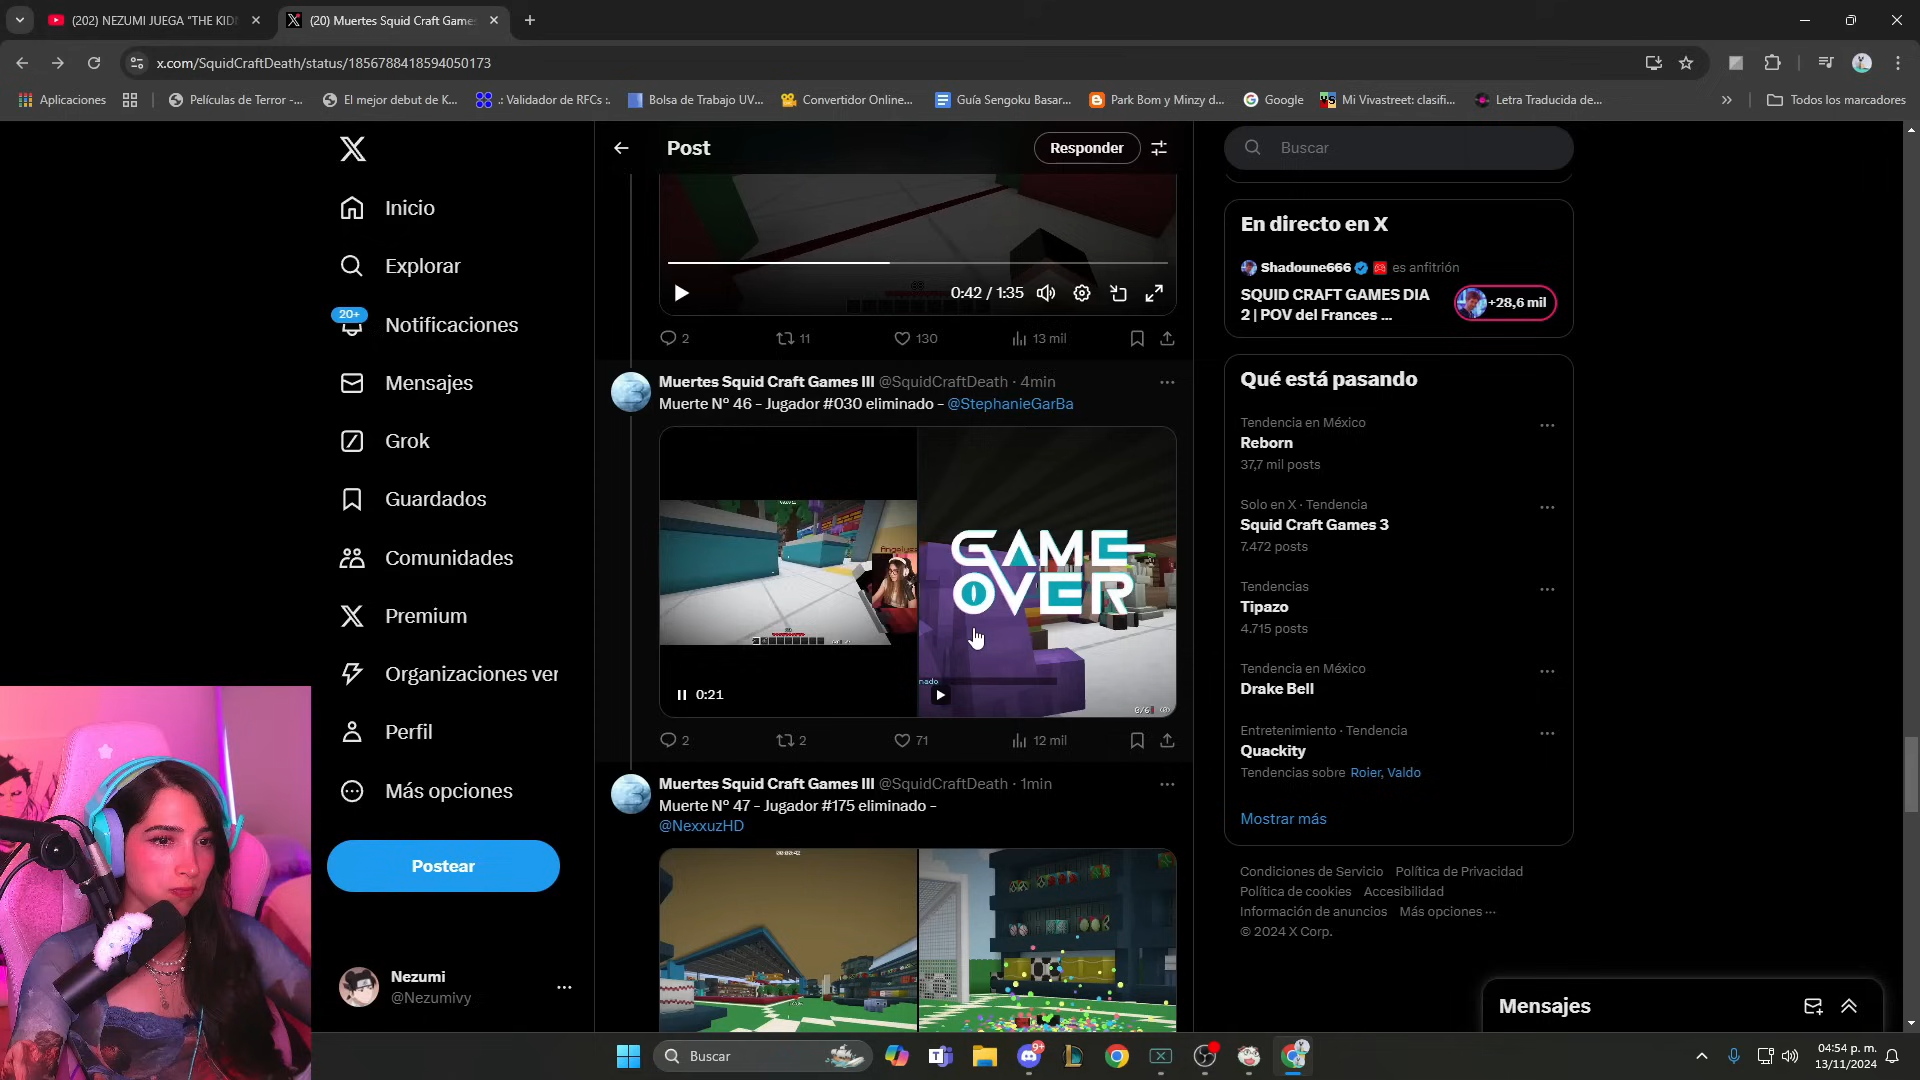 (202) NEZUMI JUEGA "THE KID
(20) Muertes Squid Craft Game
x.com/SquidCraftDeath/status/1856788418594050173
Aplicaciones
Películas de Terror -...
El mejor debut de K...
.: Validador de RFCs :.
Bolsa de Trabajo UV...
Convertidor Online...
Guía Sengoku Basar...
Park Bom y Minzy d...
Google
Mi Vivastreet: clasifi...
Letra Traducida de...
Todos los marcadores
Inicio
Explorar
20+
Notificaciones
Mensajes
Grok
Guardados
Comunidades
Premium
Organizaciones ver
Perfil
Más opciones
Postear
Nezumi
@Nezumivy
Post
Responder
0:42 / 1:35
2
11
130
13 mil
Muertes Squid Craft Games III @SquidCraftDeath · 4min
Muerte N° 46 - Jugador #030 eliminado - @StephanieGarBa
GAME
OVER
nado
0:21
2
2
71
12 mil
Muertes Squid Craft Games III @SquidCraftDeath · 1min
Muerte N° 47 - Jugador #175 eliminado -
@NexxuzHD
Buscar
En directo en X
Shadoune666 es anfitrión
SQUID CRAFT GAMES DIA
2 | POV del Frances ...
+28,6 mil
Qué está pasando
Tendencia en México
Reborn
37,7 mil posts
Solo en X · Tendencia
Squid Craft Games 3
7.472 posts
Tendencias
Tipazo
4.715 posts
Tendencia en México
Drake Bell
Entretenimiento · Tendencia
Quackity
Tendencias sobre Roier, Valdo
Mostrar más
Condiciones de Servicio Política de Privacidad
Política de cookies Accesibilidad
Información de anuncios Más opciones ···
© 2024 X Corp.
Mensajes
Buscar
9+
04:54 p. m.
13/11/2024